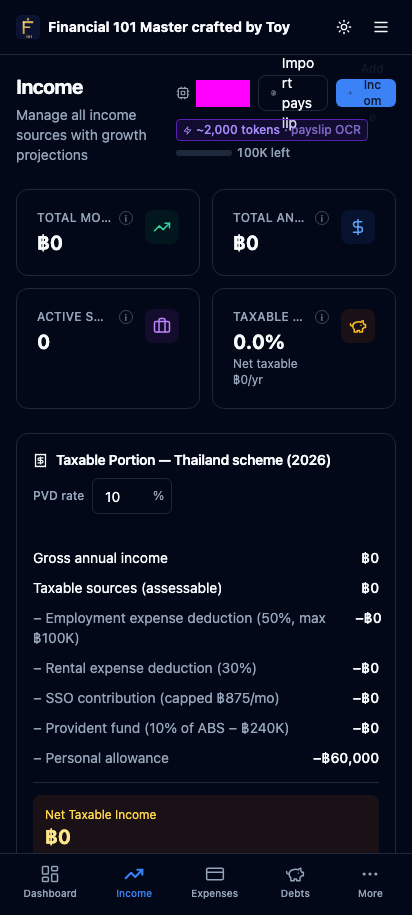 Financial 101 Master crafted by Toy
Income
Manage all income
sources with growth
projections
Impo
rt
pays
lip
Add
Inc
om
e
~2,000 tokens · payslip OCR
100K left
TOTAL MO...
฿0
TOTAL AN...
฿0
ACTIVE S...
0
TAXABLE ...
0.0%
Net taxable
฿0/yr
Taxable Portion — Thailand scheme (2026)
PVD rate
10
%
Gross annual income ฿0
Taxable sources (assessable) ฿0
– Employment expense deduction (50%, max
฿100K) –฿0
– Rental expense deduction (30%) –฿0
– SSO contribution (capped ฿875/mo) –฿0
– Provident fund (10% of ABS – ฿240K) –฿0
– Personal allowance –฿60,000
Net Taxable Income
฿0
Dashboard
Income
Expenses
Debts
More